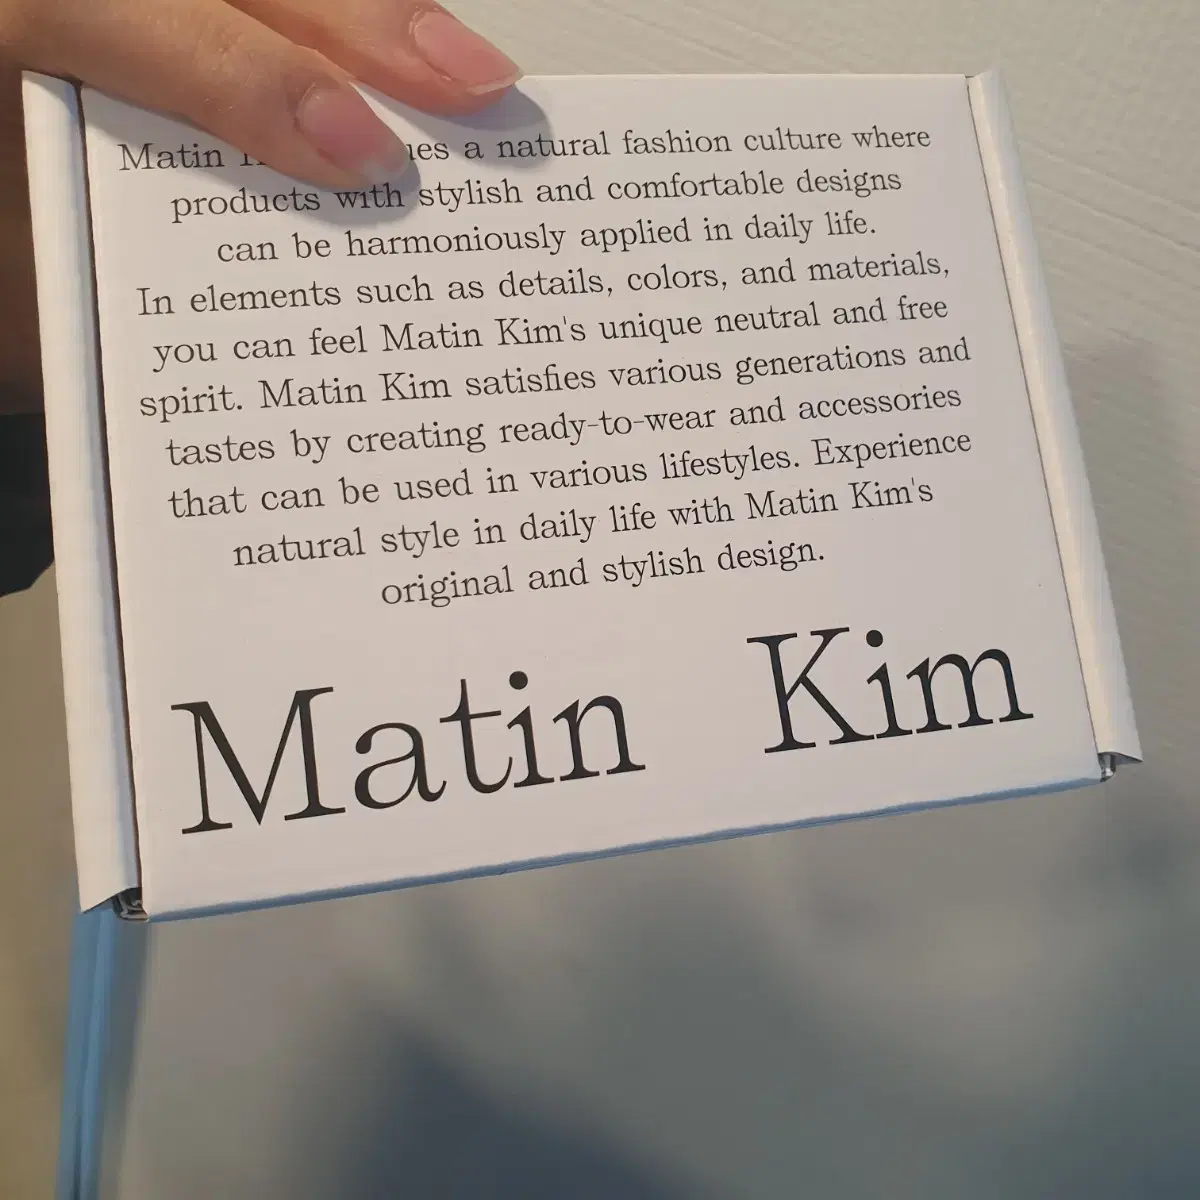 Matin a natural fashion culture where
products with stylish and comfortable designs
can be harmoniously applied in daily life.
In elements such as details, colors, and materials,
you can feel Matin Kim's unique neutral and free
spirit. Matin Kim satisfies various generations and
tastes by creating ready-to-wear and accessories
that can be used in various lifestyles. Experience
natural style in daily life with Matin Kim's
original and stylish design.
Matin Kim